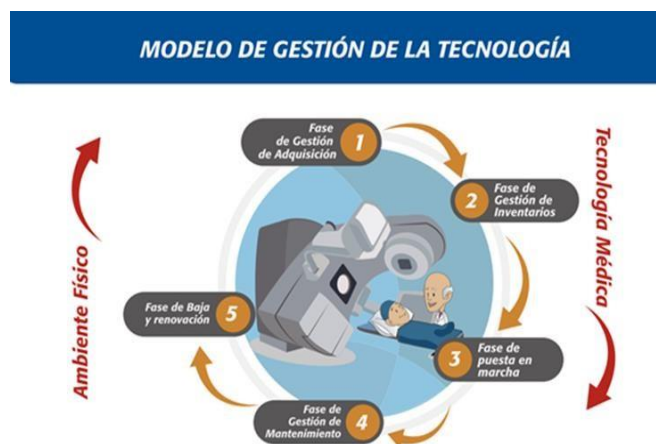 MODELO DE GESTIÓN DE LA TECNOLOGÍA
Fase
de Gestión
de Adquisición
1
2
Fase de
Gestión de
Inventarios
3
Fase de
puesta en
marcha
Fase de
Gestión de
Mantenimiento
4
Fase de Baja
y renovación
5
Ambiente Físico
Tecnología Médica